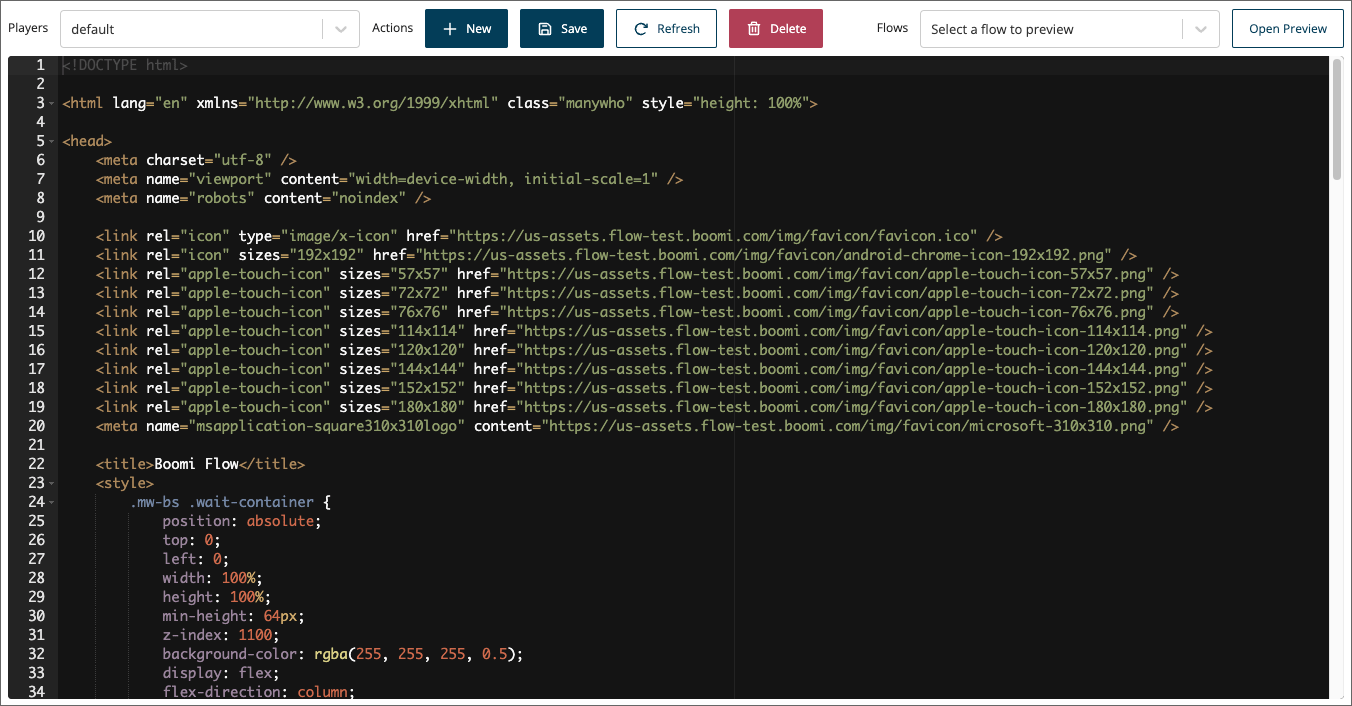 Players default Actions New Save Refresh Delete Flows Select a flow to preview Open Preview
1 <!DOCTYPE html>
2
3 <html lang="en" xmlns="http://www.w3.org/1999/xhtml" class="manywho" style="height: 100%">
4
5 <head>
6 <meta charset="utf-8" />
7 <meta name="viewport" content="width=device-width, initial-scale=1" />
8 <meta name="robots" content="noindex" />
9
10 <link rel="icon" type="image/x-icon" href="https://us-assets.flow-test.boomi.com/img/favicon/favicon.ico" />
11 <link rel="icon" sizes="192x192" href="https://us-assets.flow-test.boomi.com/img/favicon/android-chrome-icon-192x192.png" />
12 <link rel="apple-touch-icon" sizes="57x57" href="https://us-assets.flow-test.boomi.com/img/favicon/apple-touch-icon-57x57.png" />
13 <link rel="apple-touch-icon" sizes="72x72" href="https://us-assets.flow-test.boomi.com/img/favicon/apple-touch-icon-72x72.png" />
14 <link rel="apple-touch-icon" sizes="76x76" href="https://us-assets.flow-test.boomi.com/img/favicon/apple-touch-icon-76x76.png" />
15 <link rel="apple-touch-icon" sizes="114x114" href="https://us-assets.flow-test.boomi.com/img/favicon/apple-touch-icon-114x114.png" />
16 <link rel="apple-touch-icon" sizes="120x120" href="https://us-assets.flow-test.boomi.com/img/favicon/apple-touch-icon-120x120.png" />
17 <link rel="apple-touch-icon" sizes="144x144" href="https://us-assets.flow-test.boomi.com/img/favicon/apple-touch-icon-144x144.png" />
18 <link rel="apple-touch-icon" sizes="152x152" href="https://us-assets.flow-test.boomi.com/img/favicon/apple-touch-icon-152x152.png" />
19 <link rel="apple-touch-icon" sizes="180x180" href="https://us-assets.flow-test.boomi.com/img/favicon/apple-touch-icon-180x180.png" />
20 <meta name="msapplication-square310x310logo" content="https://us-assets.flow-test.boomi.com/img/favicon/microsoft-310x310.png" />
21
22 <title>Boomi Flow</title>
23 <style>
24 .mw-bs .wait-container {
25 position: absolute;
26 top: 0;
27 left: 0;
28 width: 100%;
29 height: 100%;
30 min-height: 64px;
31 z-index: 1100;
32 background-color: rgba(255, 255, 255, 0.5);
33 display: flex;
34 flex-direction: column;